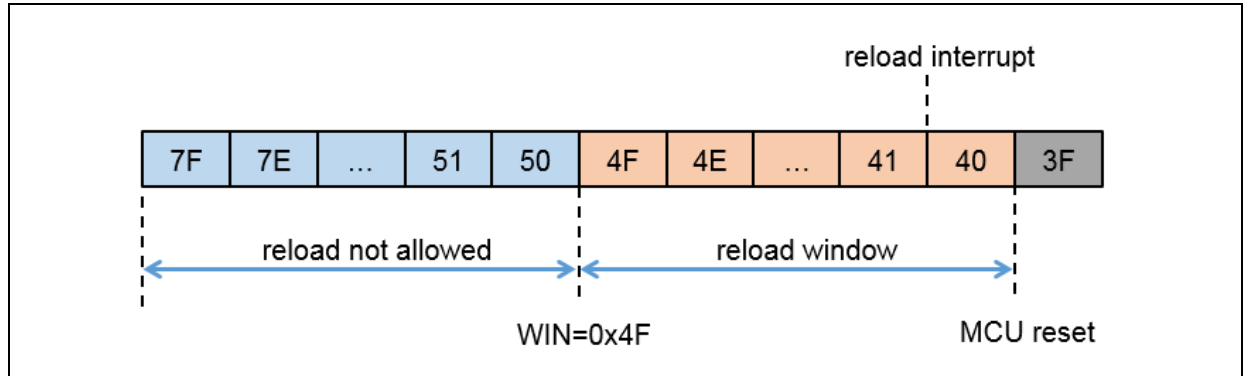 reload interrupt
7F 7E ... 51 50 4F 4E ... 41 40 3F
reload not allowed reload window
WIN=0x4F MCU reset